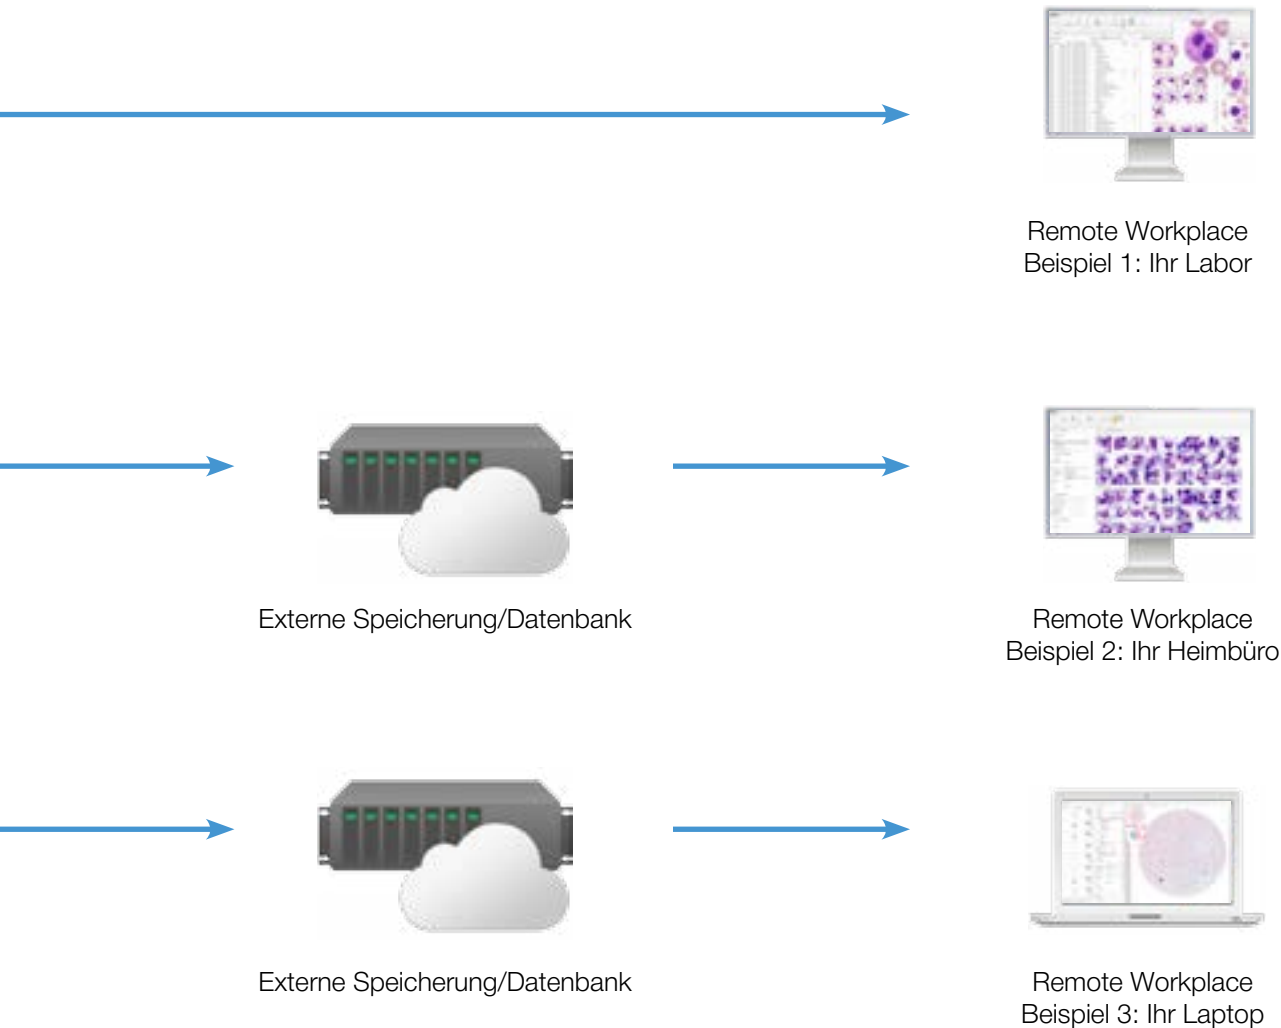 Remote Workplace
Beispiel 1: Ihr Labor
Externe Speicherung/Datenbank
Remote Workplace
Beispiel 2: Ihr Heimbüro
Externe Speicherung/Datenbank
Remote Workplace
Beispiel 3: Ihr Laptop